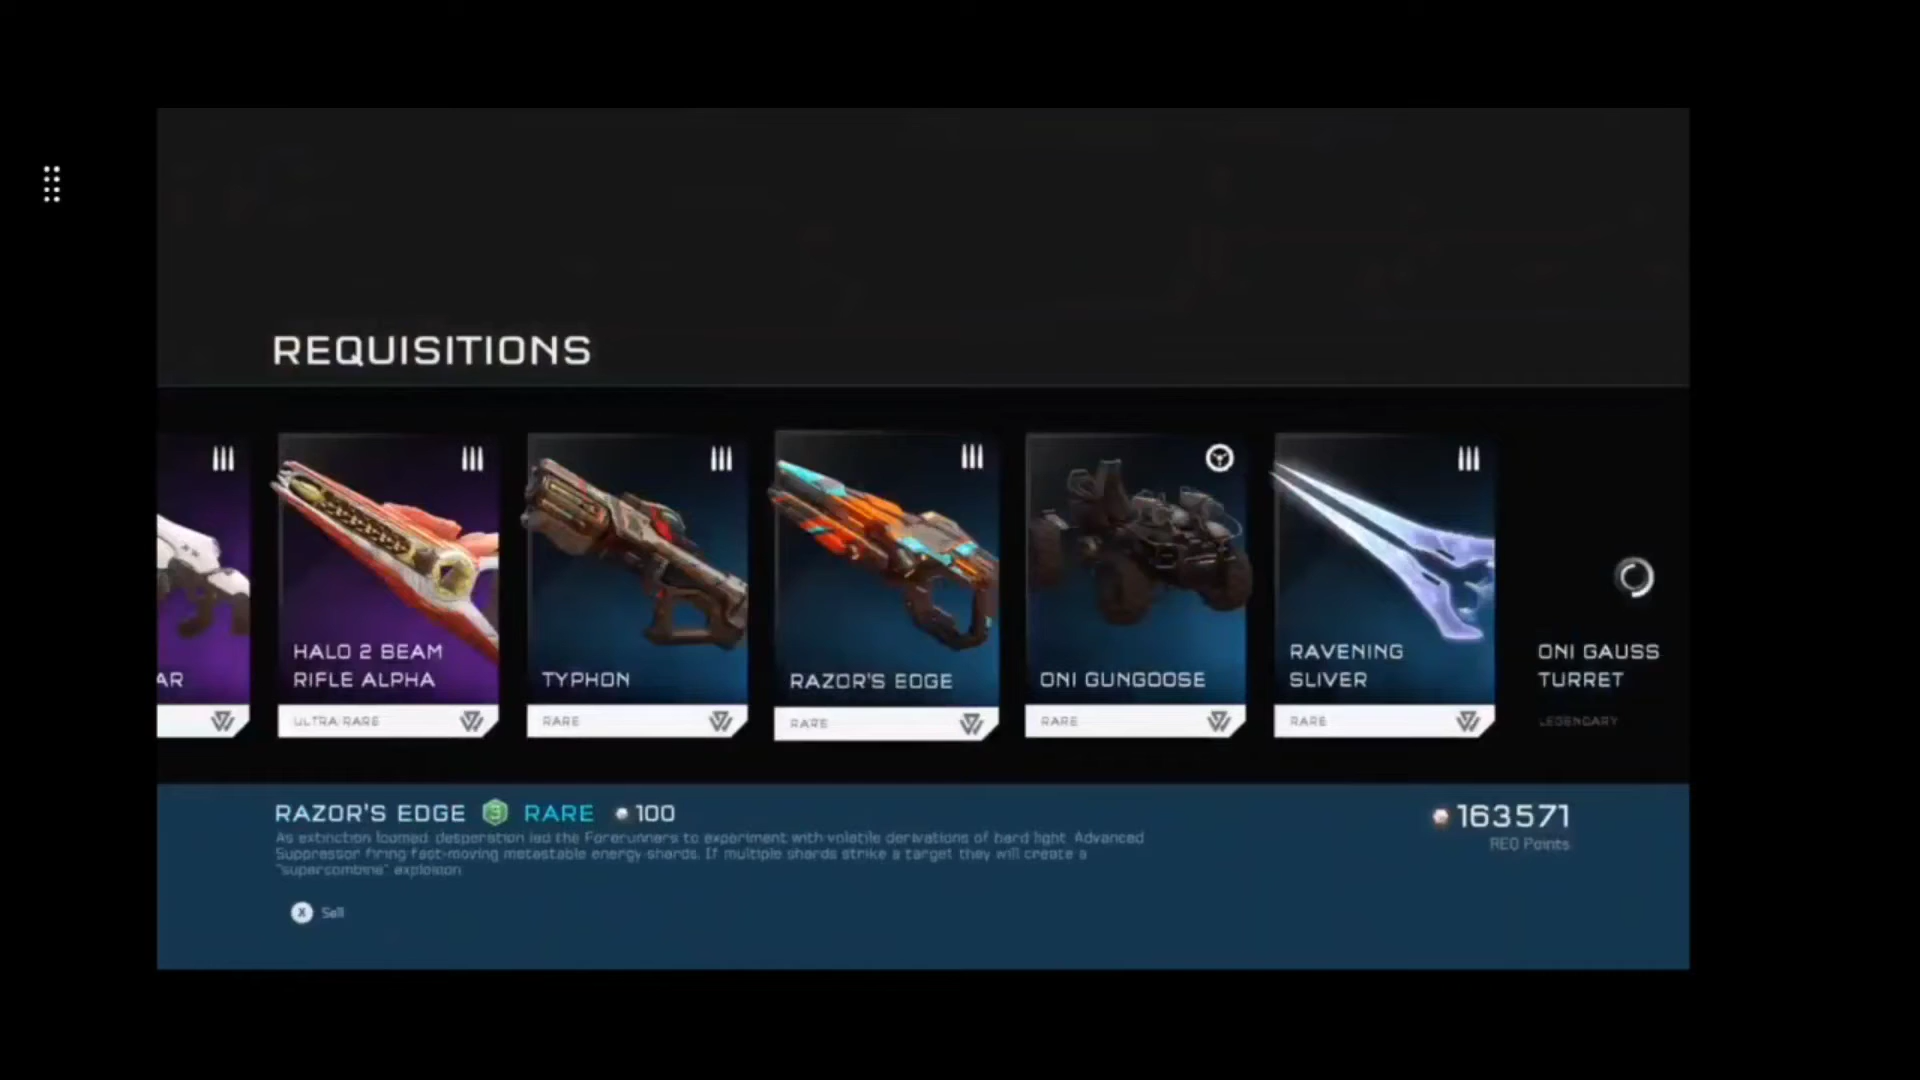 REQUISITIONS
AR
HALO 2 BEAM
RIFLE ALPHA
ULTRA RARE
TYPHON
RARE
RAZOR'S EDGE
RARE
ONI GUNGOOSE
RARE
RAVENING
SLIVER
RARE
ONI GAUSS
TURRET
LEGENDARY
RAZOR'S EDGE 3 RARE 100
As extinction loomed, desperation led the Forerunners to experiment with volatile derivations of hard light. Advanced
Suppressor firing fast-moving metastable energy shards. If multiple shards strike a target they will create a
"supercombine" explosion.
163571
REQ Points
X Sell